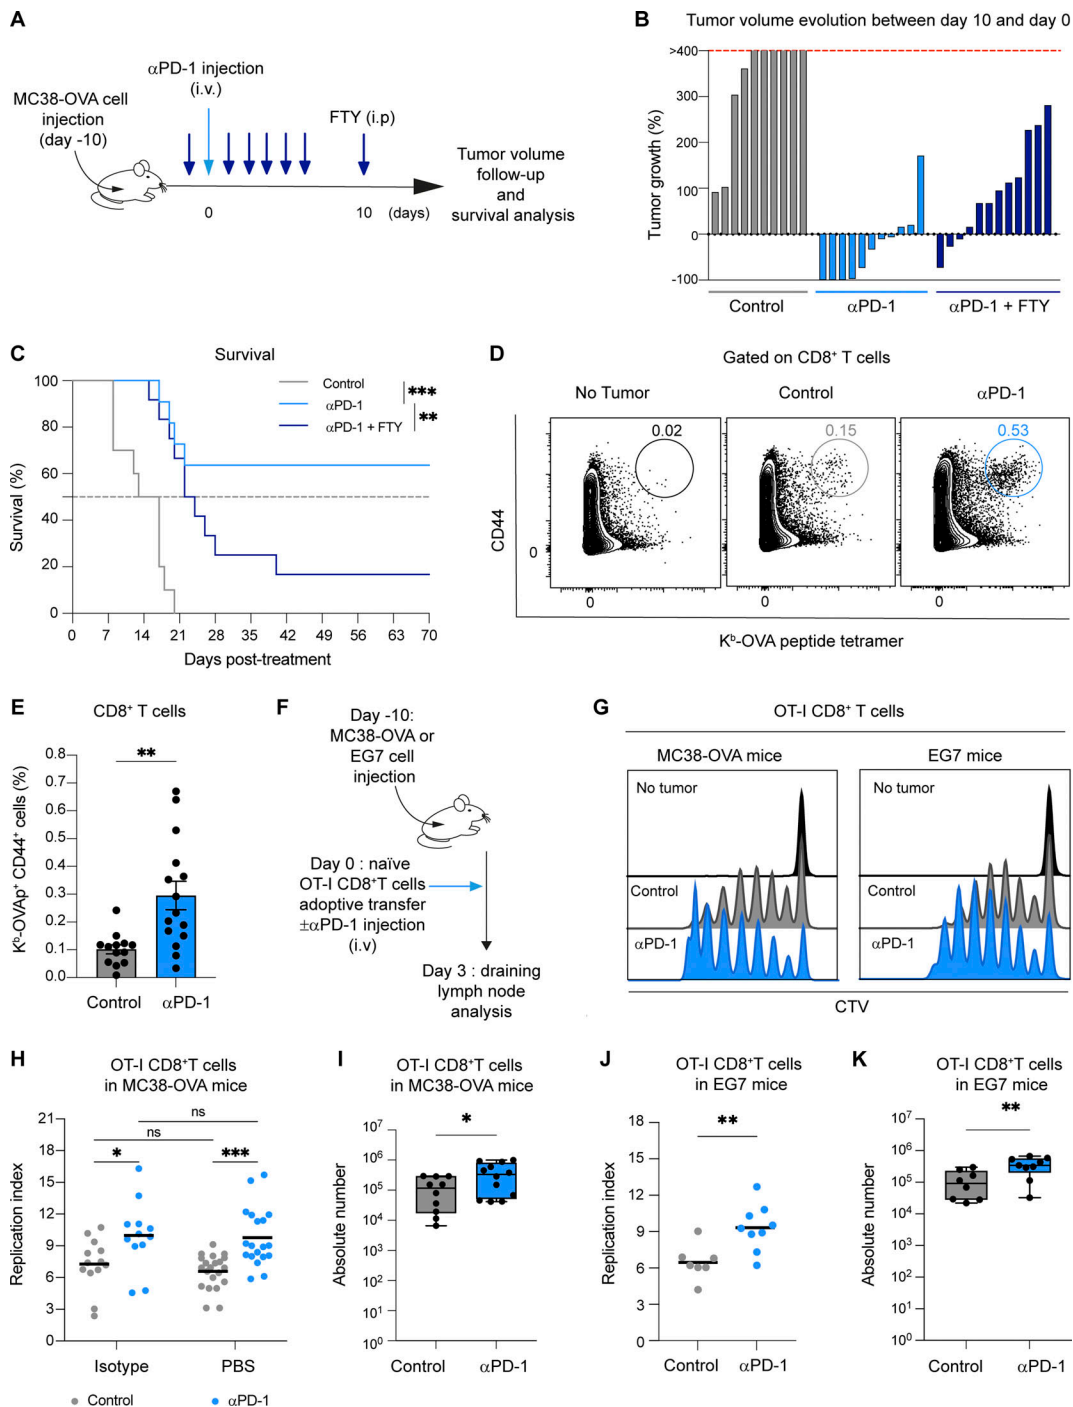 A
αPD-1 injection
(i.v.)
MC38-OVA cell
injection
(day -10)
FTY (i.p)
Tumor volume
follow-up
and
survival analysis
0
10
(days)
B
Tumor volume evolution between day 10 and day 0
Tumor growth (%)
>400
300
200
100
0
-100
Control
αPD-1
αPD-1 + FTY
C
Survival
Survival (%)
100
80
60
40
20
0
Control
αPD-1
αPD-1 + FTY
***
**
0 7 14 21 28 35 42 49 56 63 70
Days post-treatment
D
Gated on CD8⁺ T cells
No Tumor
Control
αPD-1
0.02
0.15
0.53
CD44
0
0 0 0
Kᵇ-OVA peptide tetramer
E
CD8⁺ T cells
Kᵇ-OVAp⁺ CD44⁺ cells (%)
0.8
0.7
0.6
0.5
0.4
0.3
0.2
0.1
0.0
**
Control
αPD-1
F
Day -10:
MC38-OVA or
EG7 cell
injection
Day 0 : naïve
OT-I CD8⁺T cells
adoptive transfer
±αPD-1 injection
(i.v)
Day 3 : draining
lymph node
analysis
G
OT-I CD8⁺ T cells
MC38-OVA mice
EG7 mice
No tumor
Control
αPD-1
No tumor
Control
αPD-1
CTV
H
OT-I CD8⁺T cells
in MC38-OVA mice
Replication index
21
18
15
12
9
6
3
0
ns
ns
*
***
Isotype
PBS
Control
αPD-1
I
OT-I CD8⁺T cells
in MC38-OVA mice
Absolute number
10⁷
10⁶
10⁵
10⁴
10³
10²
10¹
10⁰
*
Control
αPD-1
J
OT-I CD8⁺T cells
in EG7 mice
Replication index
15
12
9
6
3
0
**
Control
αPD-1
K
OT-I CD8⁺T cells
in EG7 mice
Absolute number
10⁷
10⁶
10⁵
10⁴
10³
10²
10¹
10⁰
**
Control
αPD-1